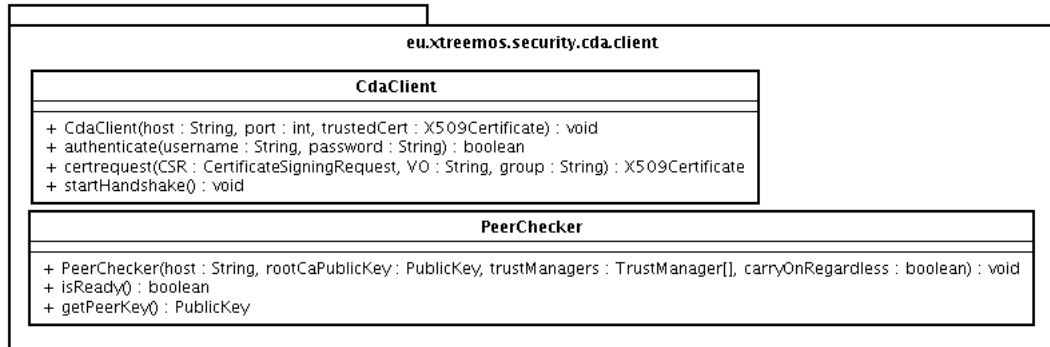 eu.xtreemos.security.cda.client
CdaClient
+ CdaClient(host : String, port : int, trustedCert : X509Certificate) : void
+ authenticate(username : String, password : String) : boolean
+ certrequest(CSR : CertificateSigningRequest, VO : String, group : String) : X509Certificate
+ startHandshake() : void
PeerChecker
+ PeerChecker(host : String, rootCaPublicKey : PublicKey, trustManagers : TrustManager[], carryOnRegardless : boolean) : void
+ isReady() : boolean
+ getPeerKey() : PublicKey